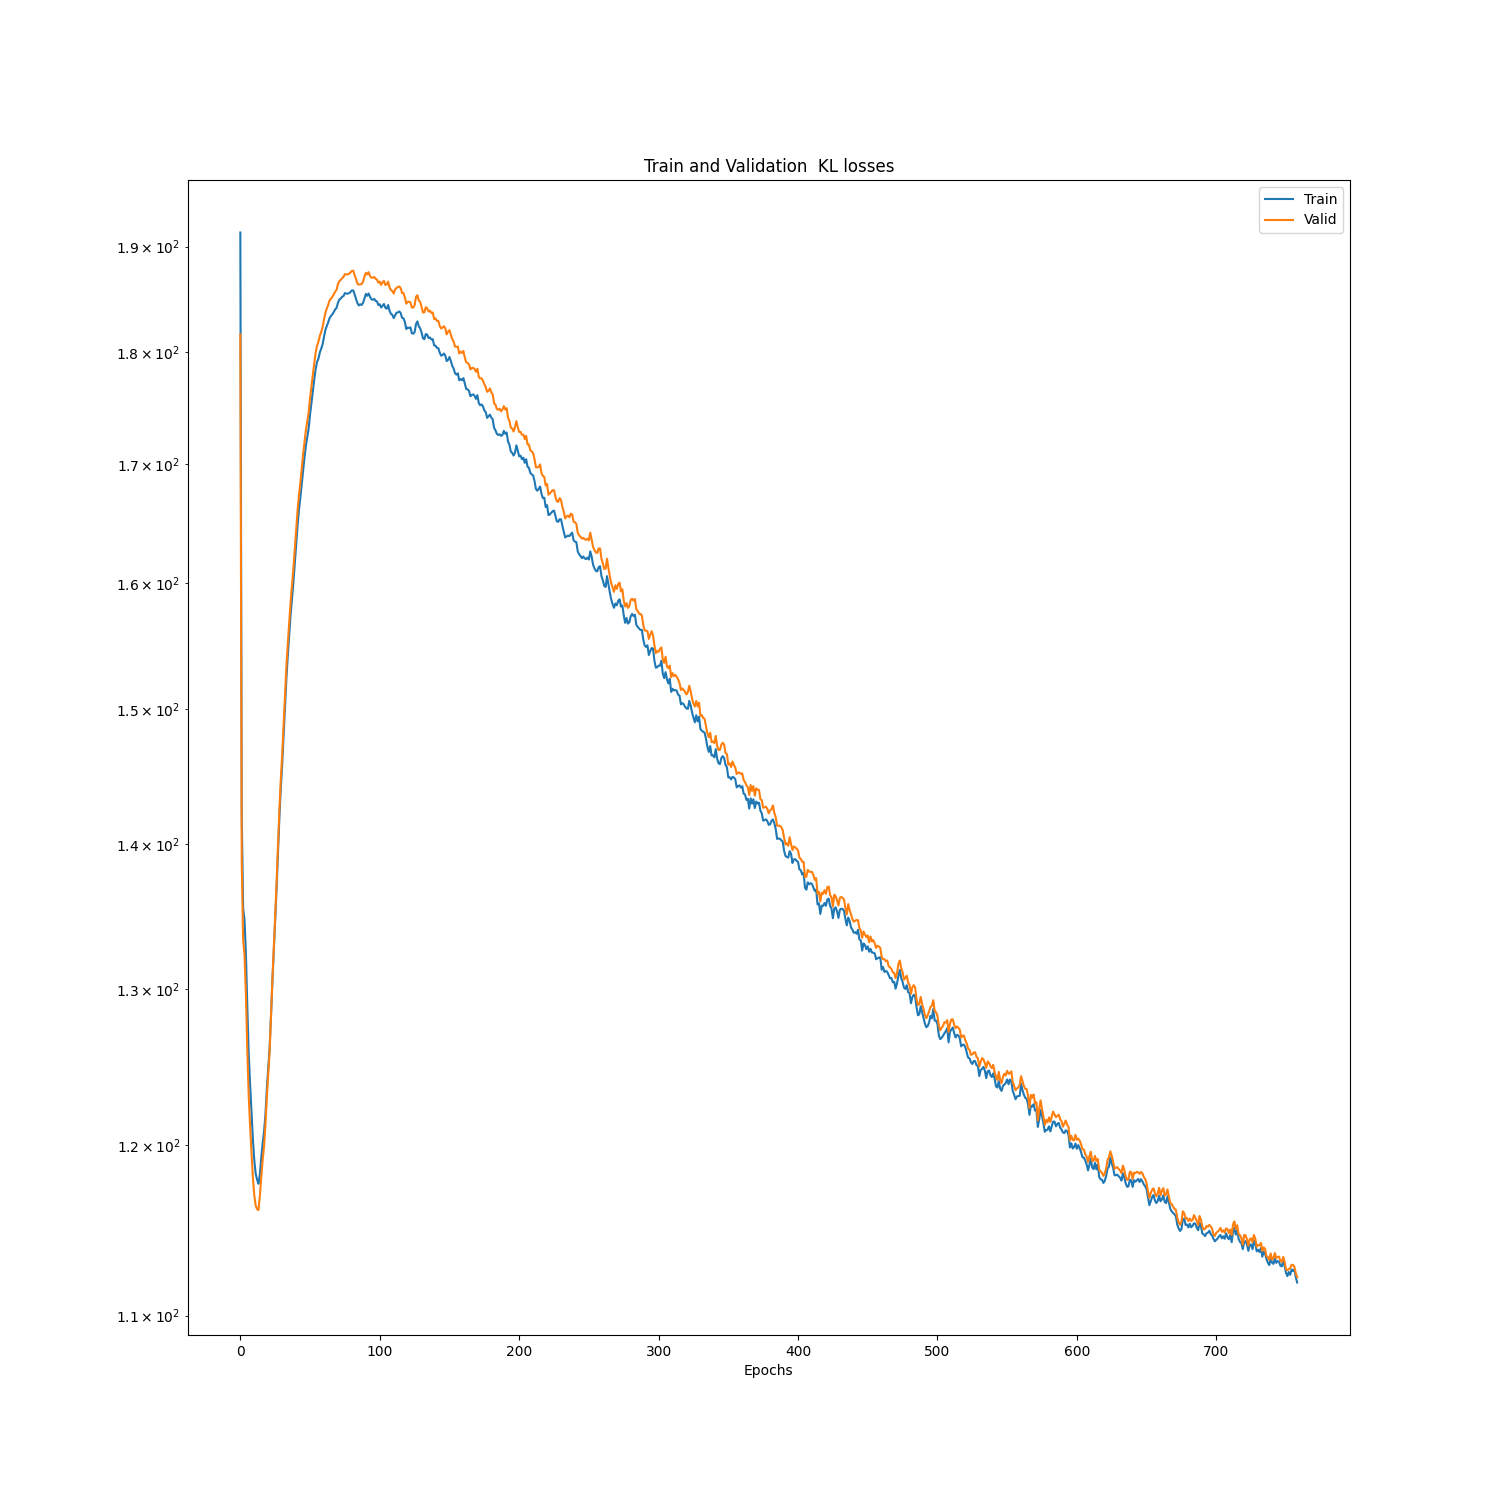 Train and Validation  KL losses
Train
Valid
1.9 × 10²
1.8 × 10²
1.7 × 10²
1.6 × 10²
1.5 × 10²
1.4 × 10²
1.3 × 10²
1.2 × 10²
1.1 × 10²
0 100 200 300 400 500 600 700
Epochs